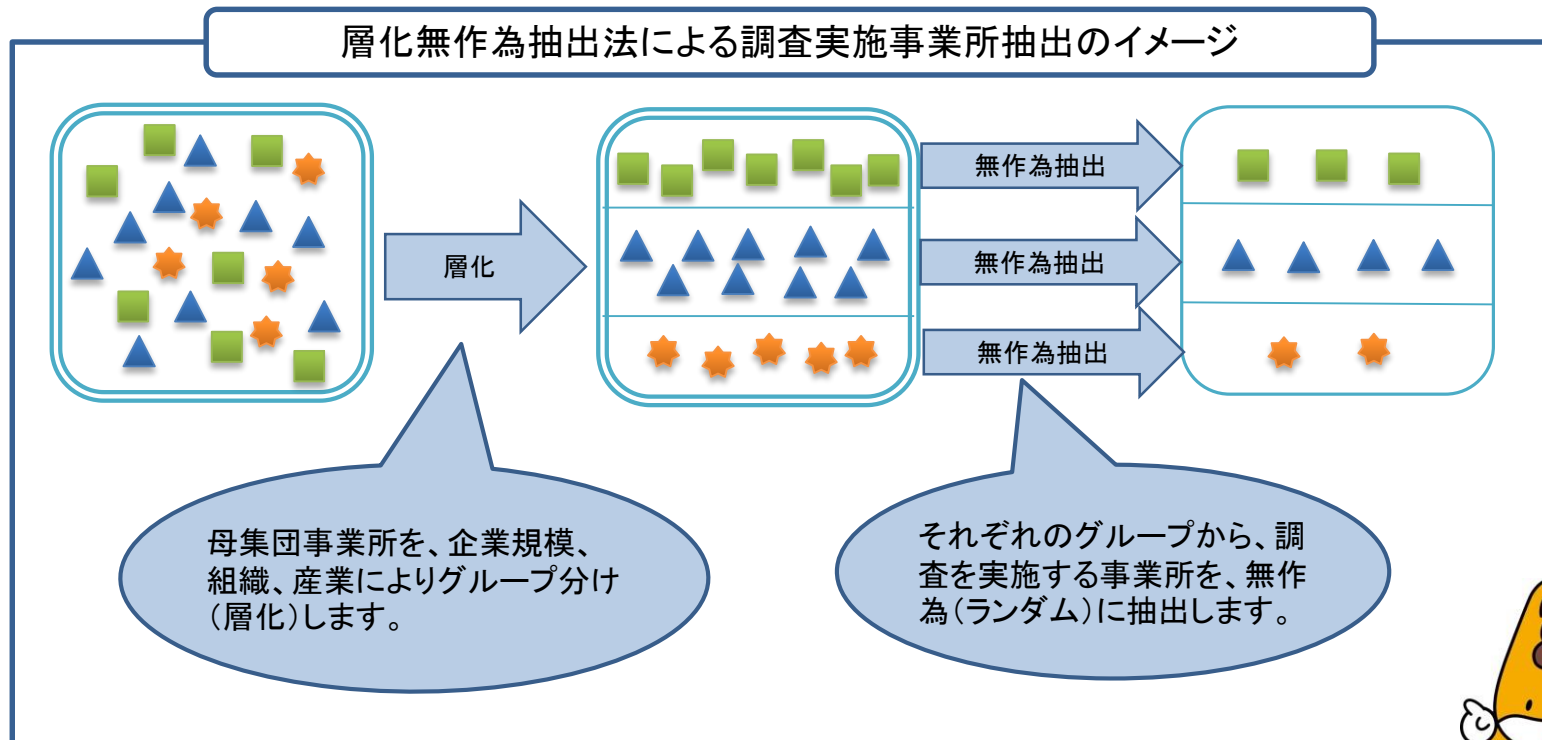 層化無作為抽出法による調査実施事業所抽出のイメージ
層化
無作為抽出
無作為抽出
無作為抽出
母集団事業所を、企業規模、
組織、産業によりグループ分け
（層化）します。
それぞれのグループから、調
査を実施する事業所を、無作
為（ランダム）に抽出します。